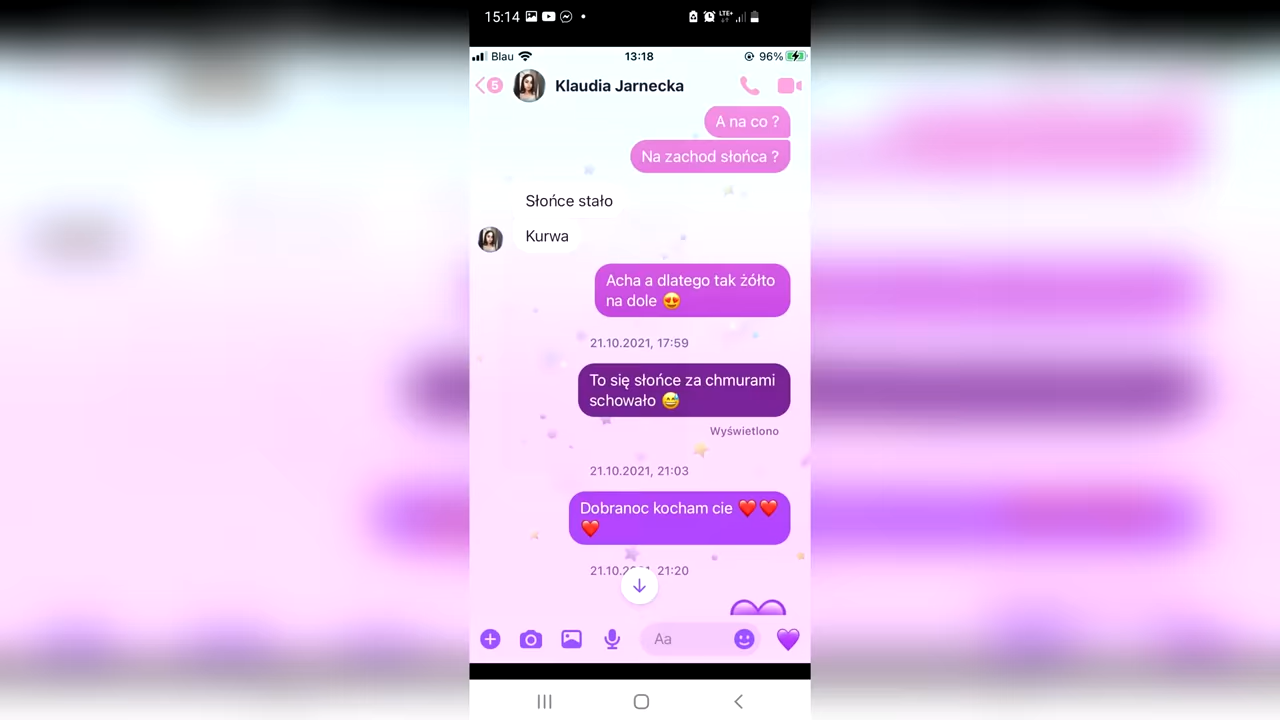 15:14 LTE+
Blau 13:18 96%
5 Klaudia Jarnecka
A na co ?
Na zachod słońca ?
Słońce stało
Kurwa
Acha a dlatego tak żółto
na dole 😍
21.10.2021, 17:59
To się słońce za chmurami
schowało 😅
Wyświetlono
21.10.2021, 21:03
Dobranoc kocham cie ❤️❤️
❤️
21.10.2021, 21:20
Aa